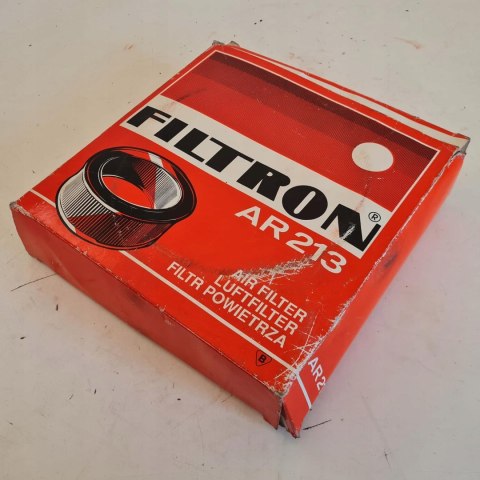 FILTRON®
AR 213
AIR FILTER
LUFTFILTER
FILTR POWIETRZA
B
AR2